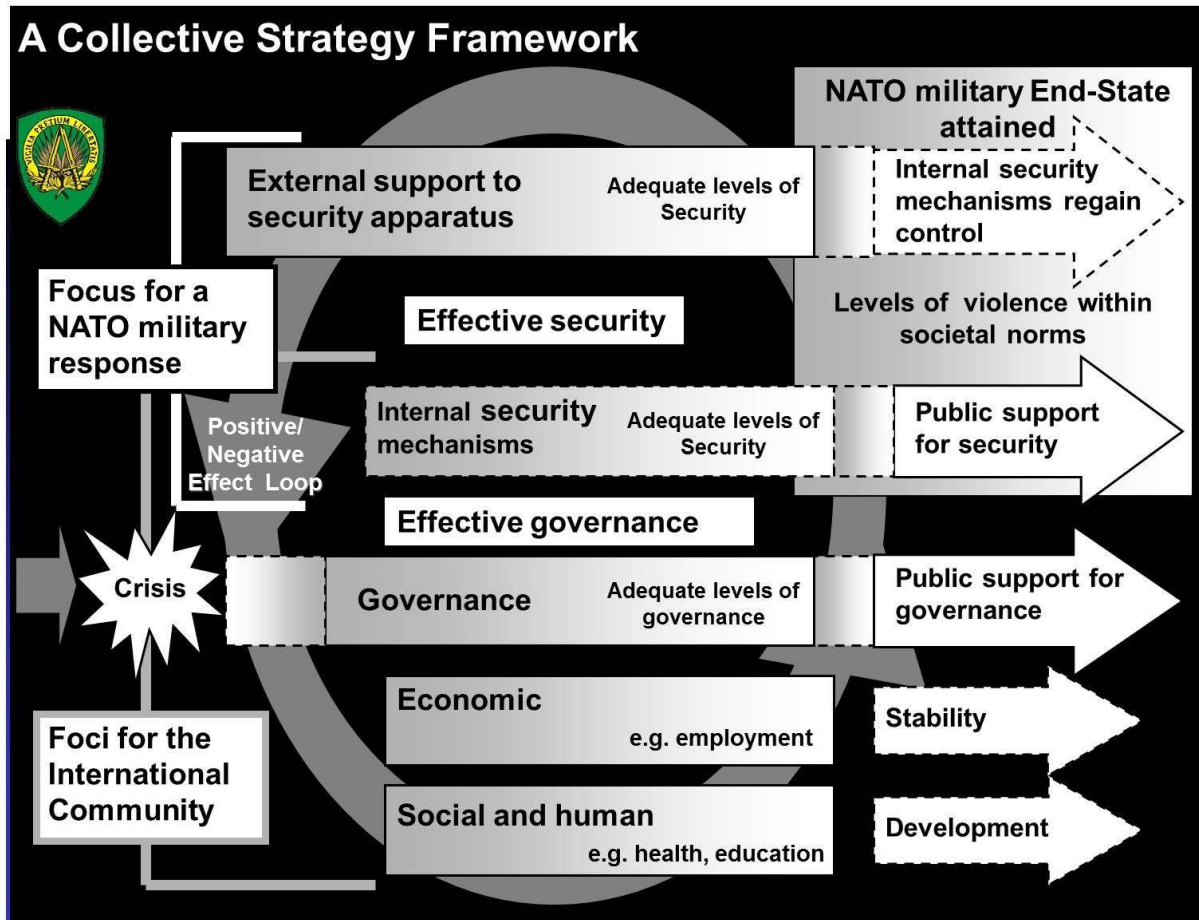 A Collective Strategy Framework
VIGILIA PRETIUM LIBERTATIS
NATO military End-State
attained
External support to
security apparatus
Adequate levels of
Security
Internal security
mechanisms regain
control
Focus for a
NATO military
response
Effective security
Levels of violence within
societal norms
Internal security
mechanisms
Adequate levels of
Security
Public support
for security
Positive/
Negative
Effect Loop
Effective governance
Crisis
Governance
Adequate levels of
governance
Public support for
governance
Economic
e.g. employment
Stability
Foci for the
International
Community
Social and human
e.g. health, education
Development